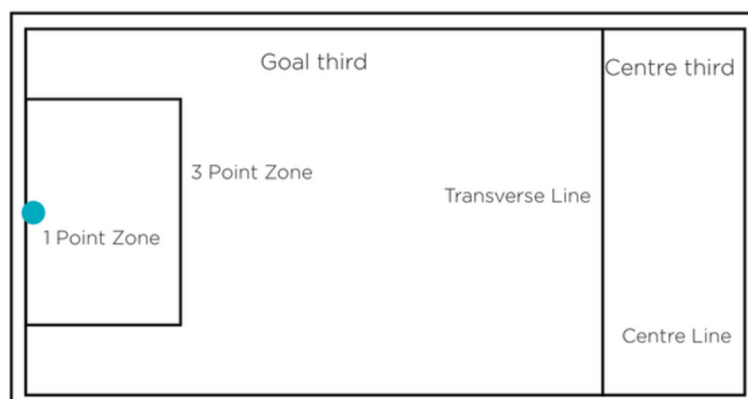 Goal third
Centre third
3 Point Zone
Transverse Line
1 Point Zone
Centre Line